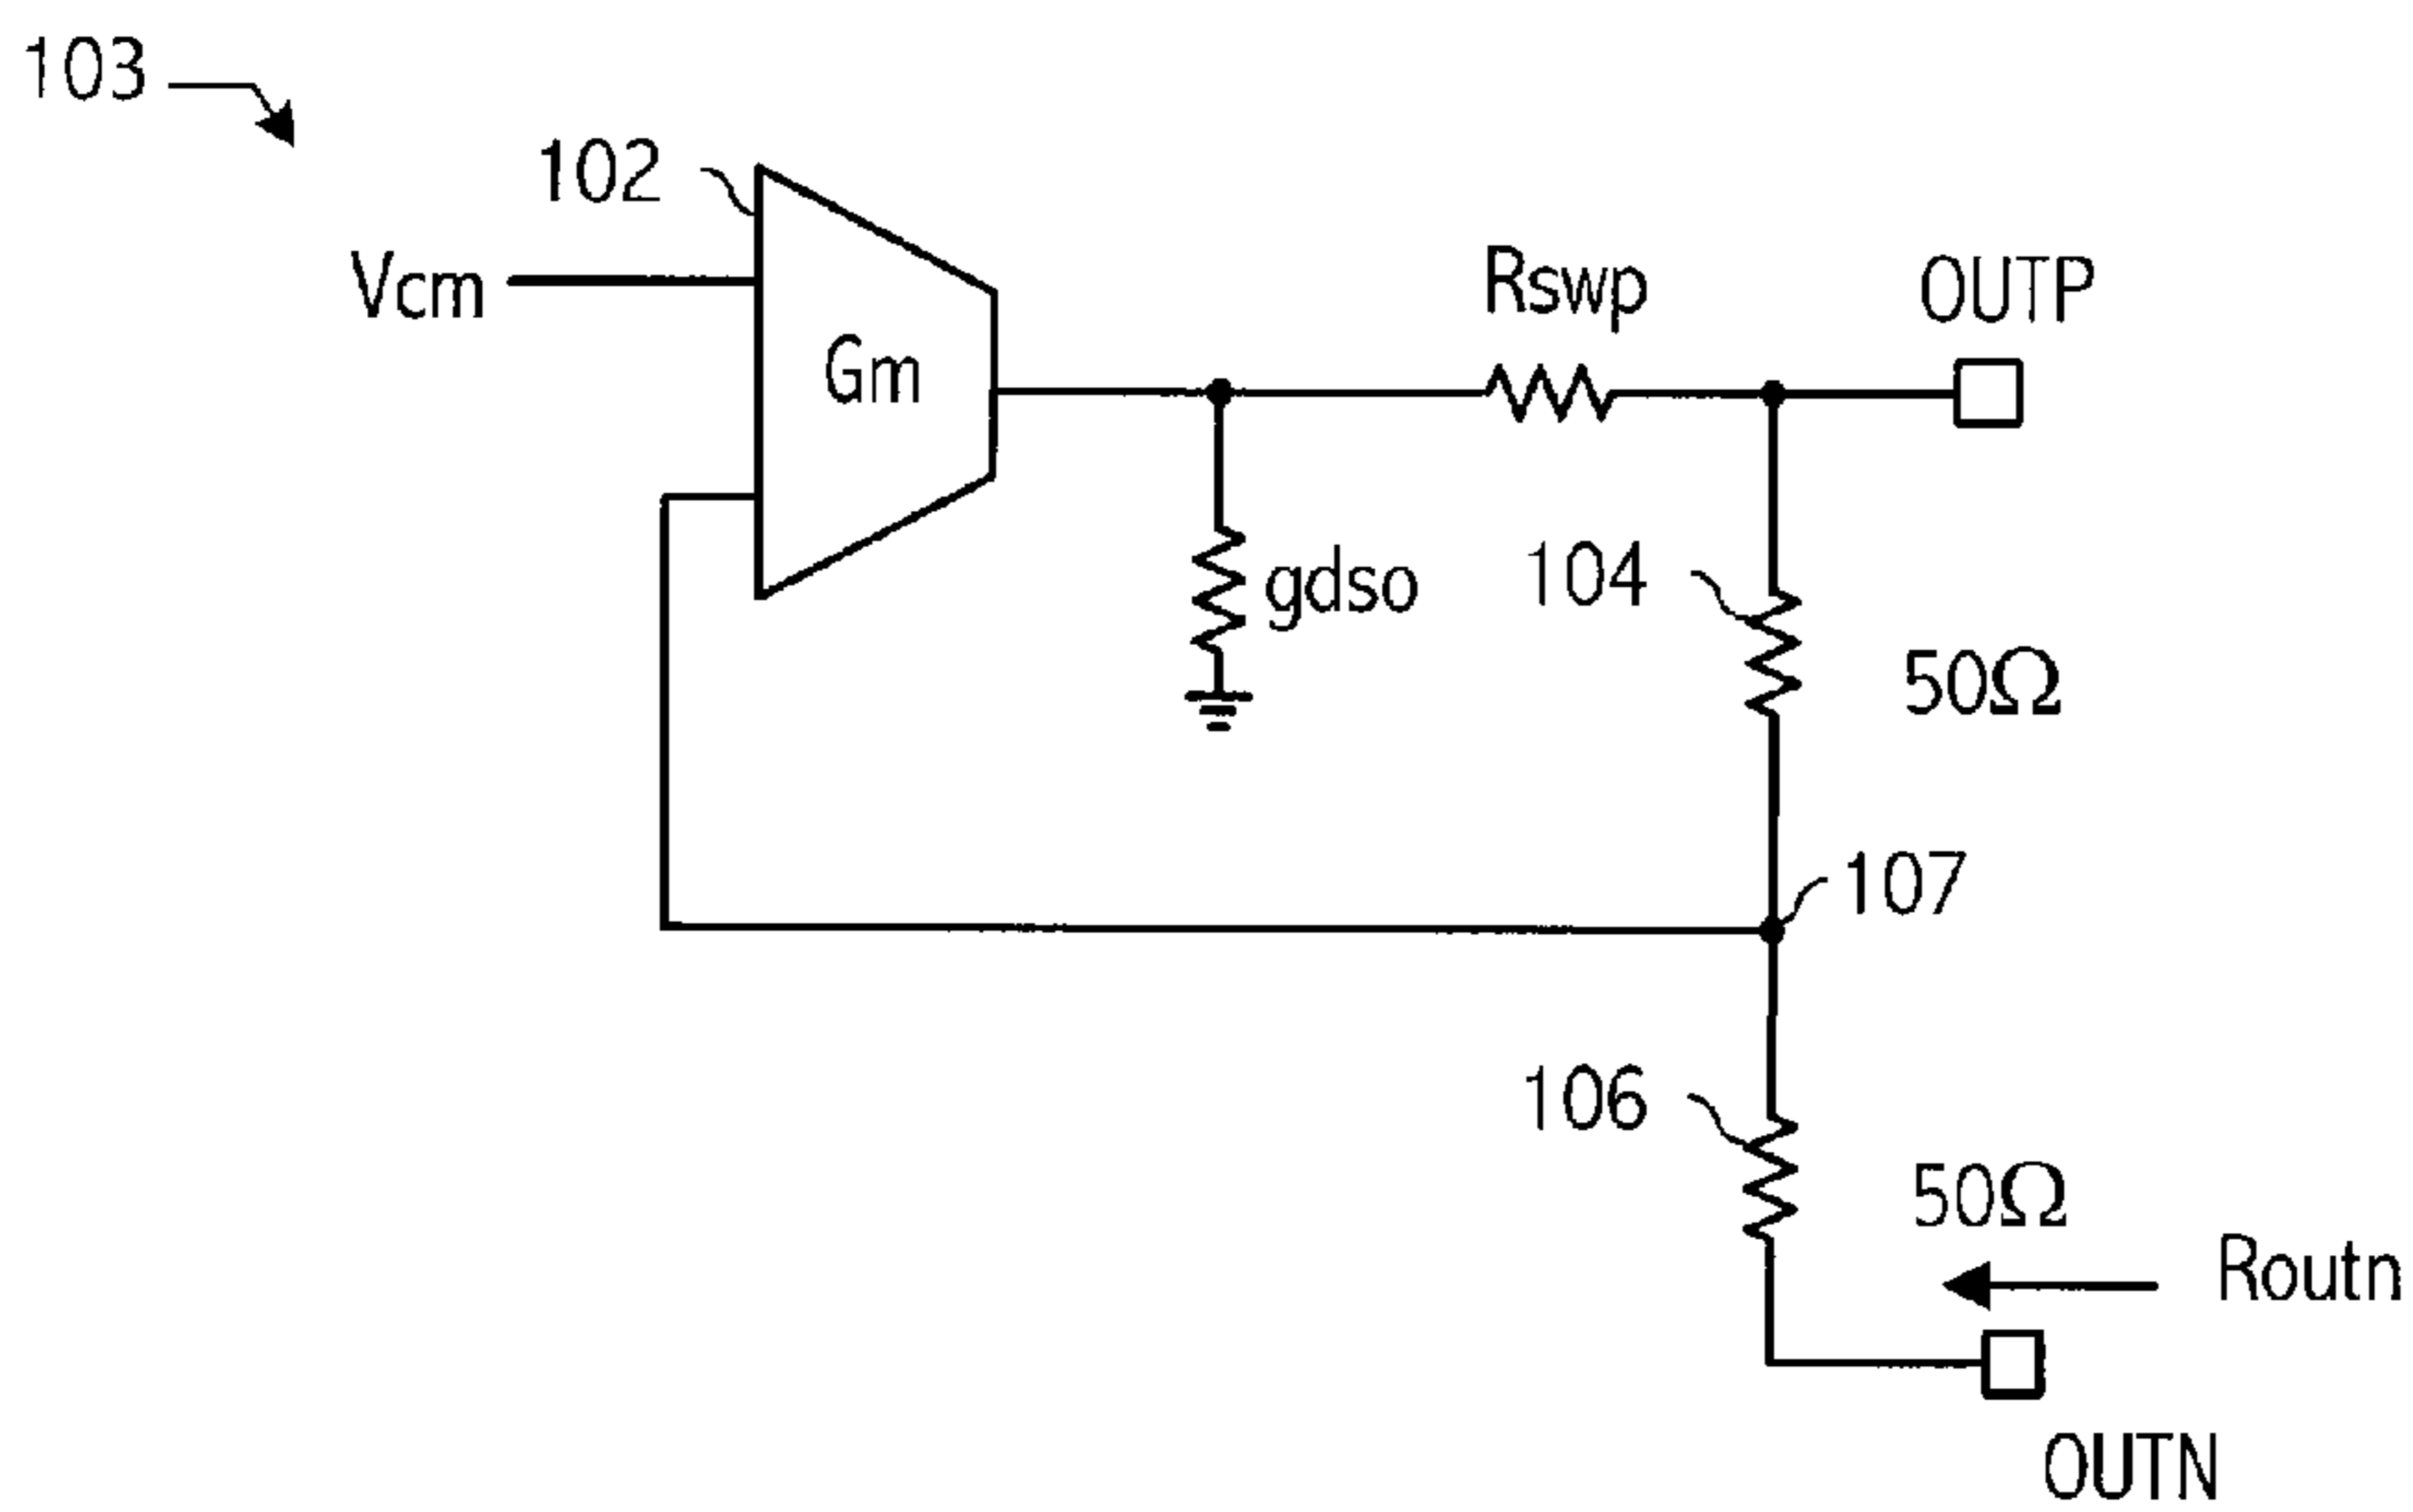 103
102
Vcm
Gm
Rswp
OUTP
gdso
104
50Ω
107
106
50Ω
Routn
OUTN